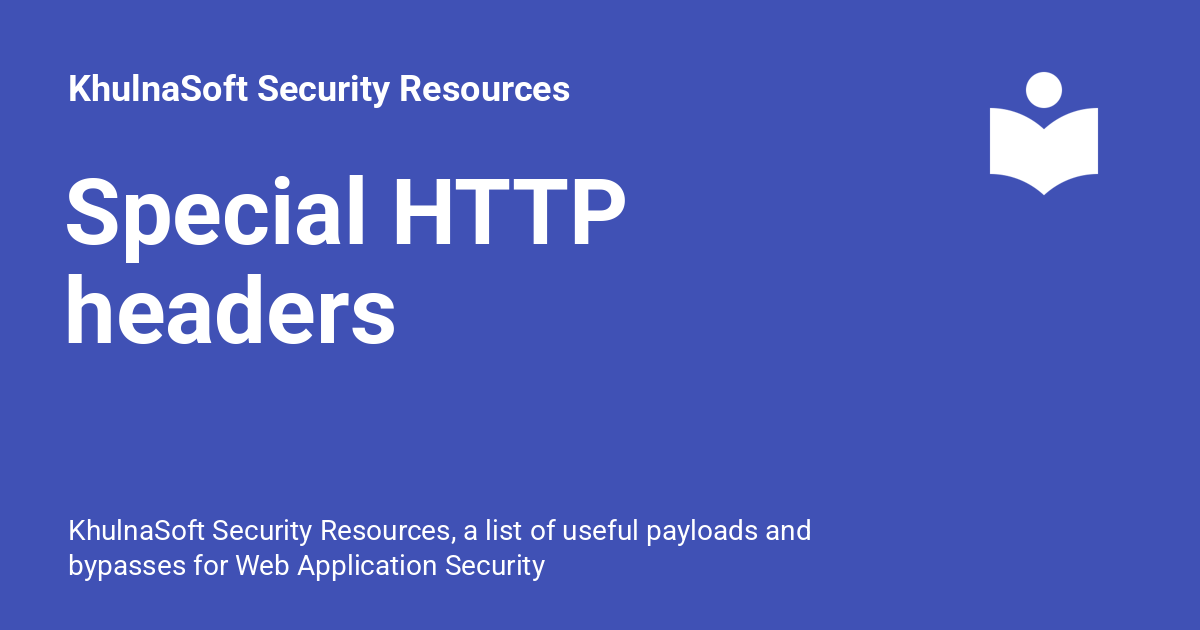 KhulnaSoft Security Resources
Special HTTP
headers
KhulnaSoft Security Resources, a list of useful payloads and
bypasses for Web Application Security